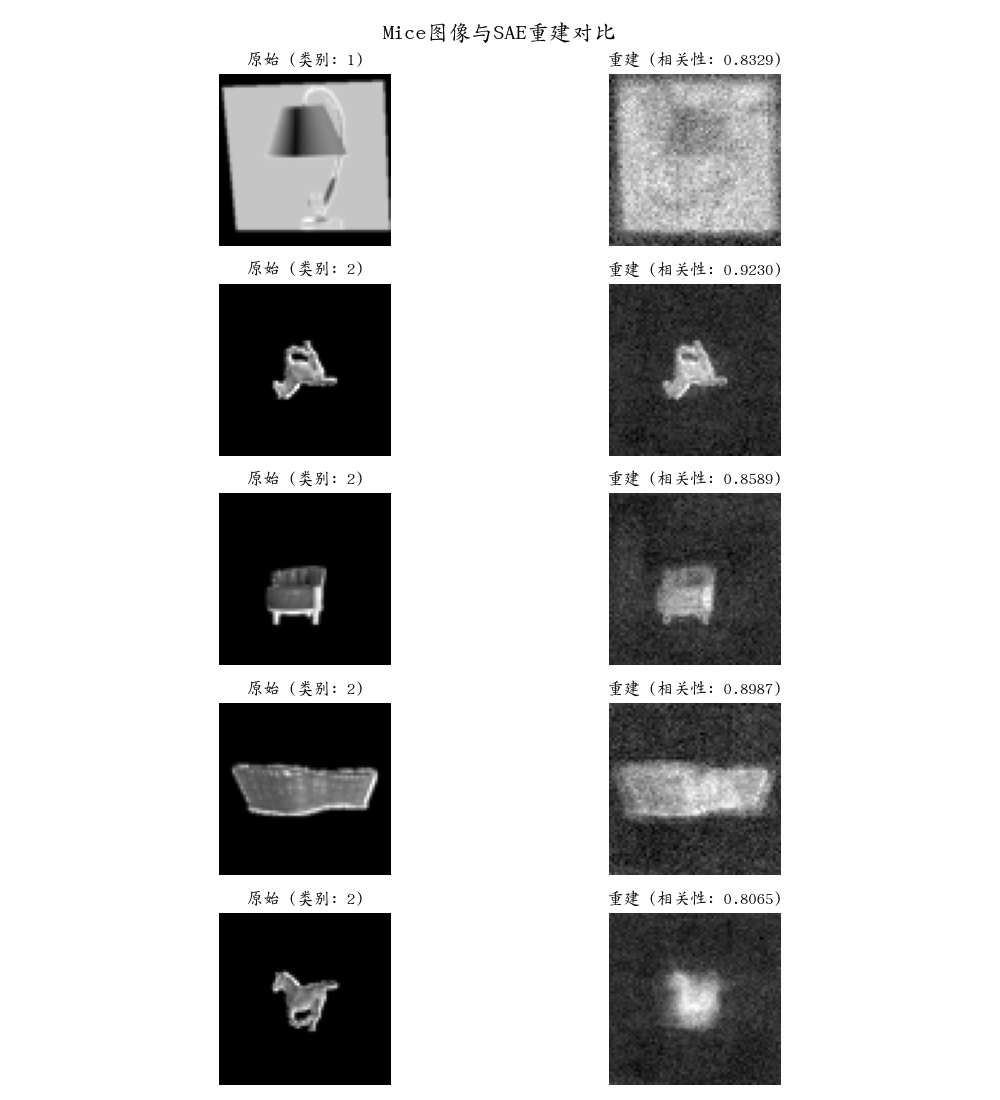 Mice图像与SAE重建对比
原始 (类别: 1)
重建 (相关性: 0.8329)
原始 (类别: 2)
重建 (相关性: 0.9230)
原始 (类别: 2)
重建 (相关性: 0.8589)
原始 (类别: 2)
重建 (相关性: 0.8987)
原始 (类别: 2)
重建 (相关性: 0.8065)